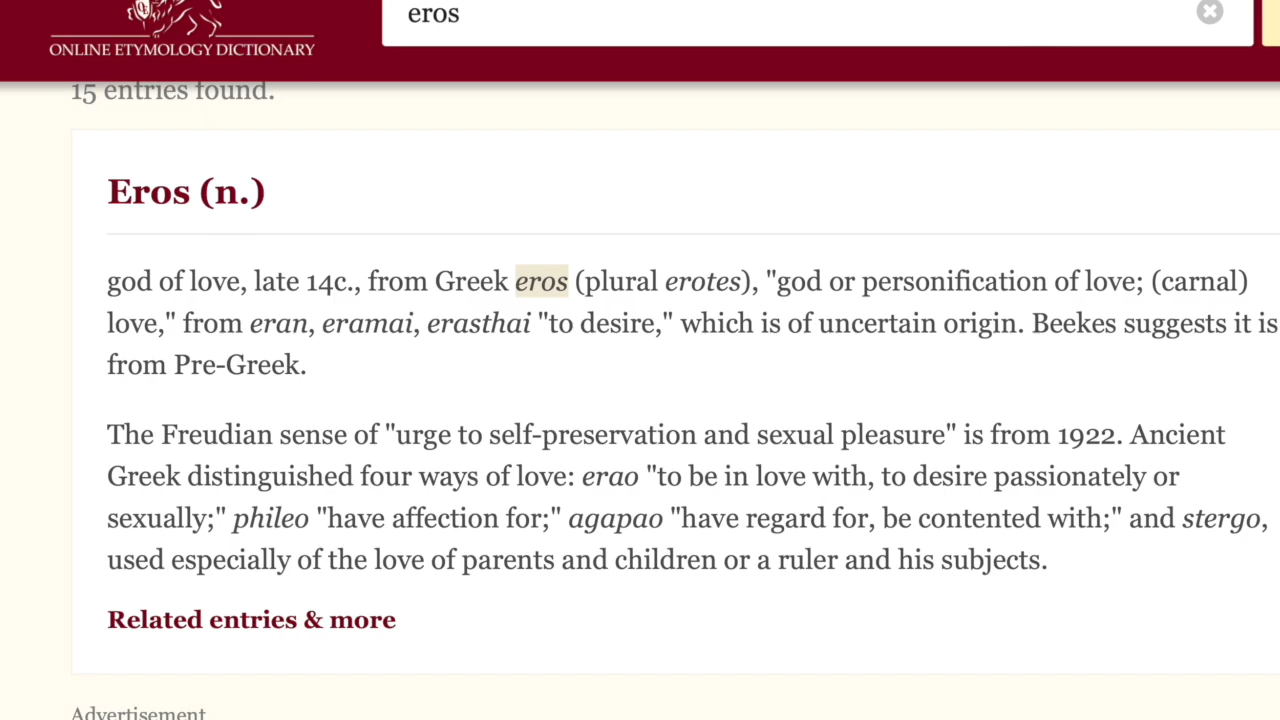 eros
ONLINE ETYMOLOGY DICTIONARY
15 entries found.
Eros (n.)
god of love, late 14c., from Greek eros (plural erotes), "god or personification of love; (carnal)
love," from eran, eramai, erasthai "to desire," which is of uncertain origin. Beekes suggests it is
from Pre-Greek.
The Freudian sense of "urge to self-preservation and sexual pleasure" is from 1922. Ancient
Greek distinguished four ways of love: erao "to be in love with, to desire passionately or
sexually;" phileo "have affection for;" agapao "have regard for, be contented with;" and stergo,
used especially of the love of parents and children or a ruler and his subjects.
Related entries & more
Advertisement